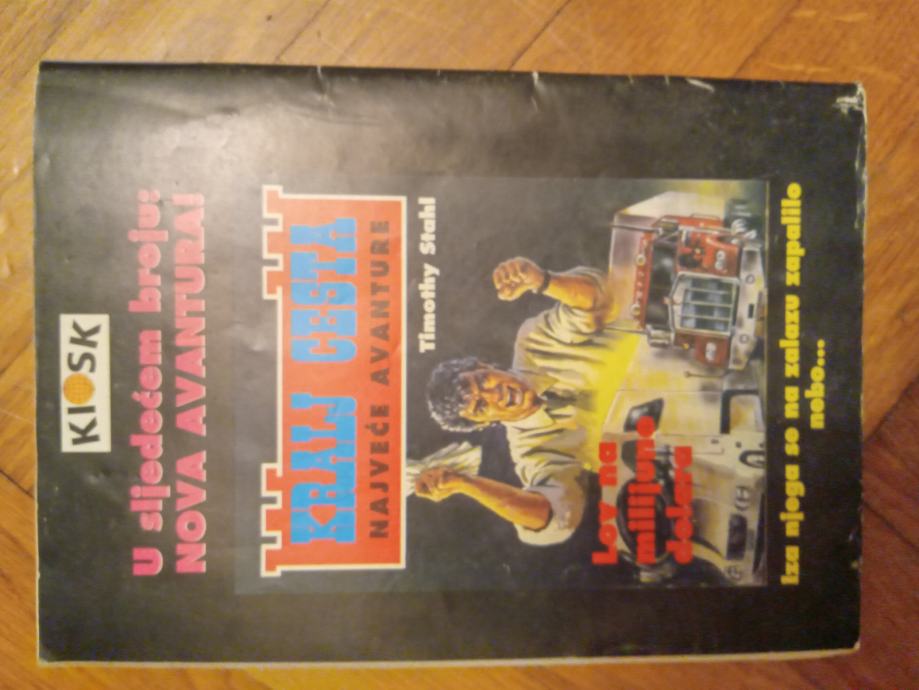 KIOSK
U sljedećem broju:
NOVA AVANTURA!
KRALJ CESTA
NAJVEĆE AVANTURE
Timothy Stahl
Lov na
milijune
dolara
Iza njega se na zalazu zapalilo
nebo...